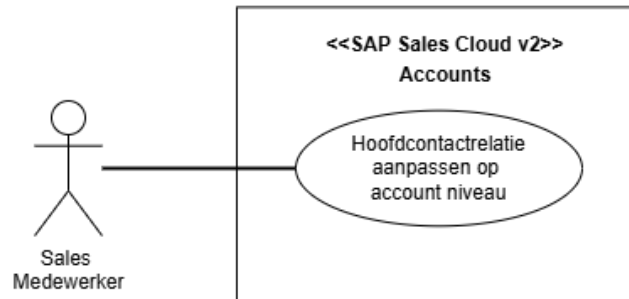 <<SAP Sales Cloud v2>>
Accounts
Hoofdcontactrelatie
aanpassen op
account niveau
Sales
Medewerker